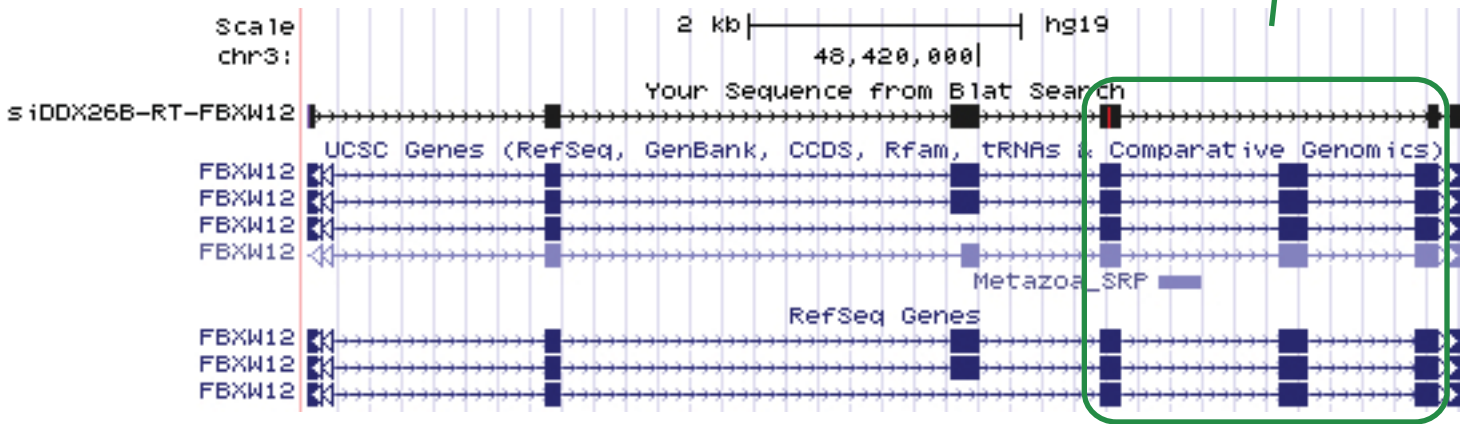 Scale 2 kb hg19
chr3: 48,420,000
Your Sequence from Blat Search
siDDX26B-RT-FBXW12
UCSC Genes (RefSeq, GenBank, CCDS, Rfam, tRNAs & Comparative Genomics)
FBXW12
FBXW12
FBXW12
FBXW12
Metazoa_SRP
RefSeq Genes
FBXW12
FBXW12
FBXW12